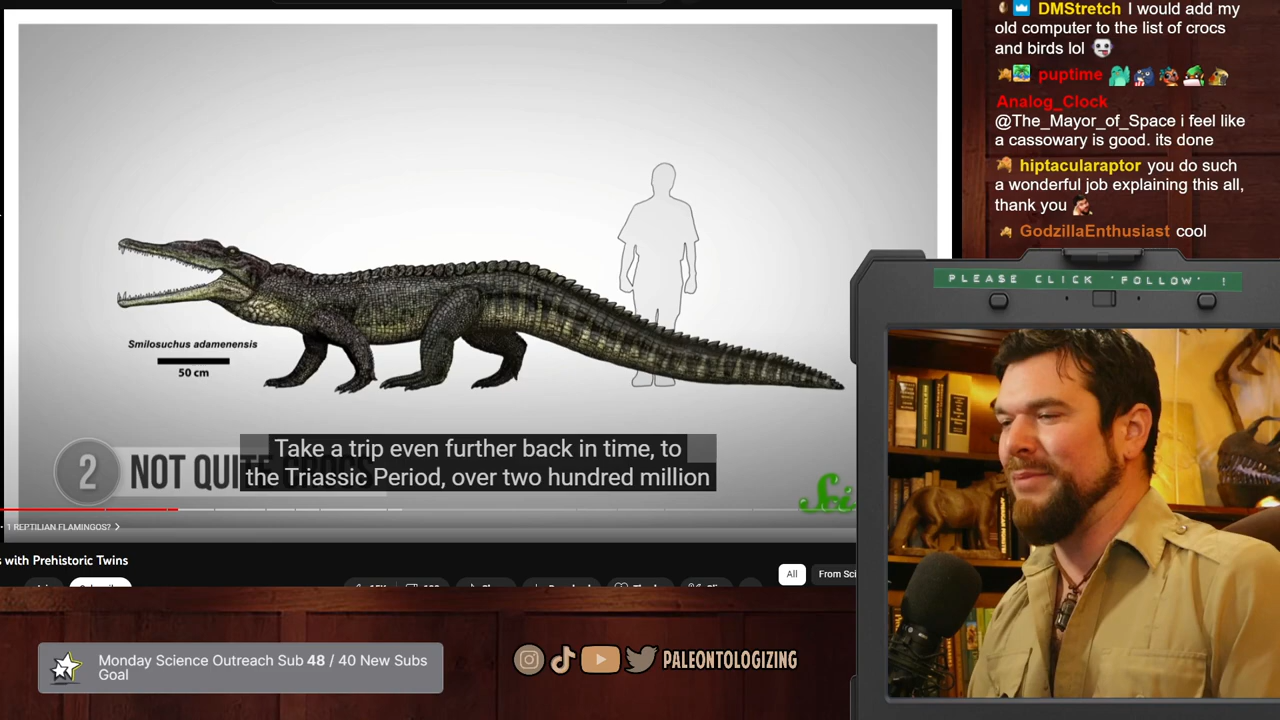 DMStretch I would add my
old computer to the list of crocs
and birds lol
puptime
Analog_Clock
@The_Mayor_of_Space i feel like
a cassowary is good. its done
hiptacularaptor you do such
a wonderful job explaining this all,
thank you
GodzillaEnthusiast cool
PLEASE CLICK 'FOLLOW' !
Smilosuchus adamenensis
50 cm
Take a trip even further back in time, to
the Triassic Period, over two hundred million
2 NOT QUITE
Sci
• 1 REPTILIAN FLAMINGOS? >
s with Prehistoric Twins
All From Sci
Monday Science Outreach Sub 48 / 40 New Subs
Goal
PALEONTOLOGIZING